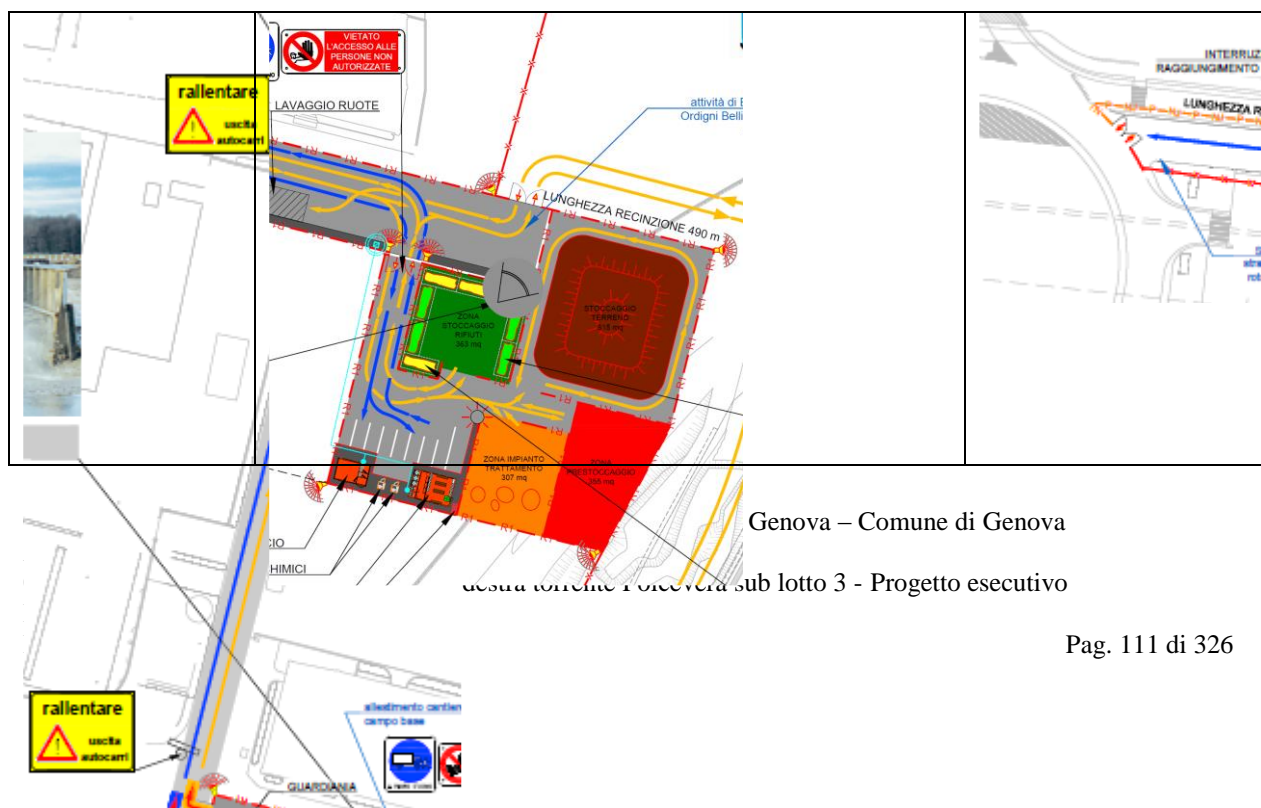 VIETATO
L'ACCESSO ALLE
PERSONE NON
AUTORIZZATE
rallentare
uscita
autocarri
LAVAGGIO RUOTE
attività di
Ordigni Belli
RAGGIUNGIMENTO
LUNGHEZZA
LUNGHEZZA RECINZIONE 490 m
ZONA
STOCCAGGIO
RIFIUTI
363 mq
STOCCAGGIO
TERRENO
ZONA IMPIANTO
TRATTAMENTO
307 mq
ZONA
PRESTOCCAGGIO
CIO
HIMICI
Genova – Comune di Genova
destra torrente Polcevera sub lotto 3 - Progetto esecutivo
Pag. 111 di 326
rallentare
uscita
autocarri
allestimento cantier
campo base
GUARDIANIA